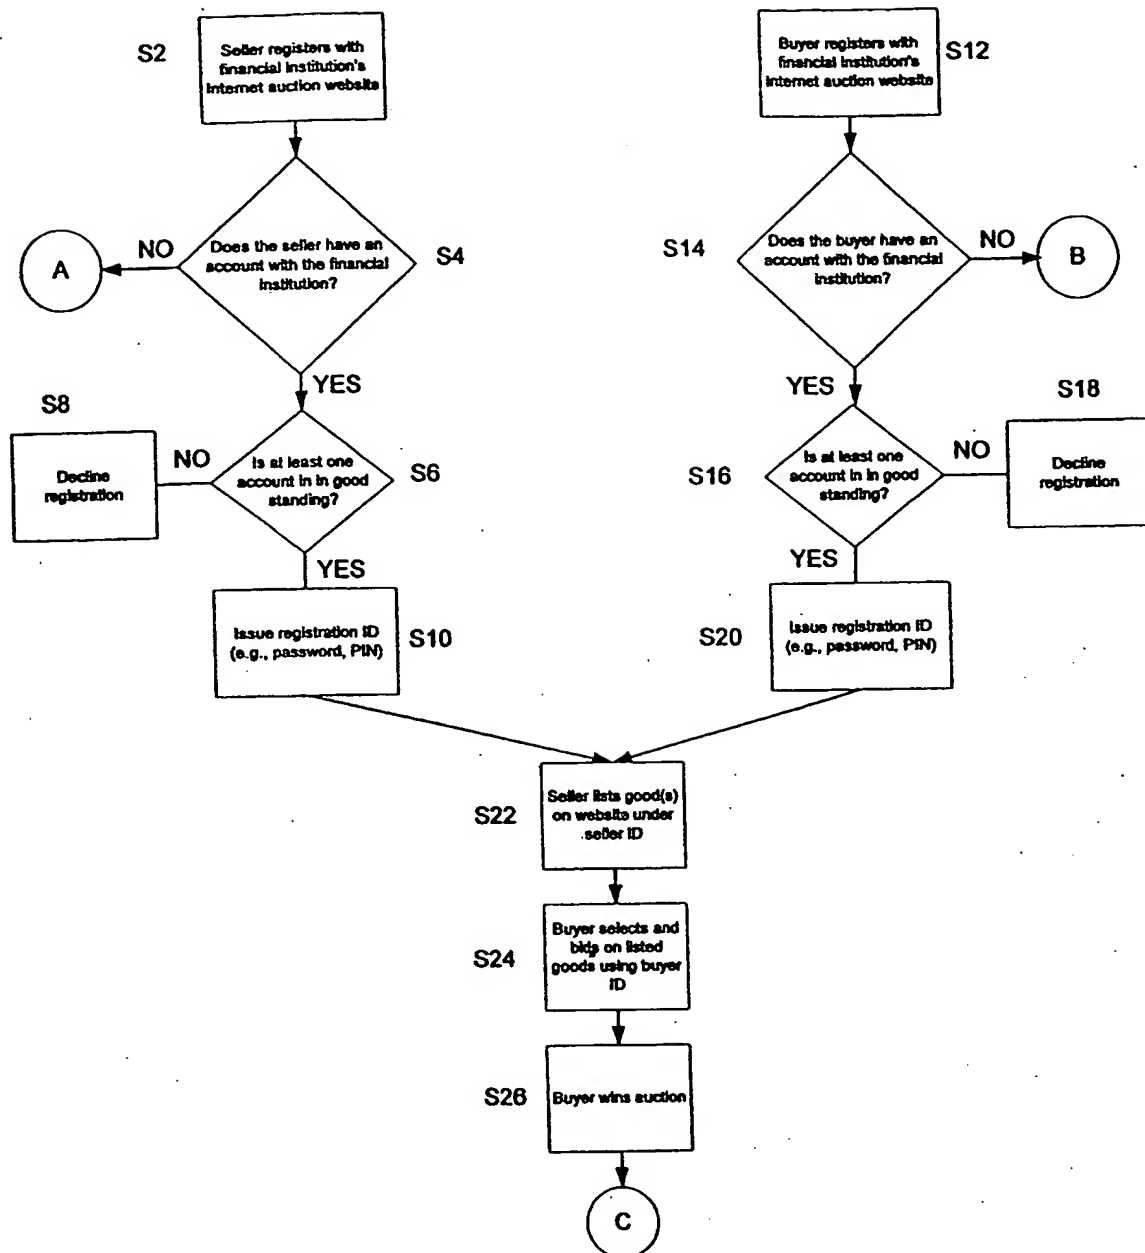 S2
Seller registers with
financial institution's
Internet auction website
Buyer registers with
financial institution's
Internet auction website
S12
A
NO
Does the seller have an
account with the financial
institution?
S4
S14
Does the buyer have an
account with the financial
institution?
NO
B
YES
YES
S8
S18
Decline
registration
NO
Is at least one
account in in good
standing?
S6
S16
Is at least one
account in in good
standing?
NO
Decline
registration
YES
YES
Issue registration ID
(e.g., password, PIN)
S10
S20
Issue registration ID
(e.g., password, PIN)
S22
Seller lists good(s)
on website under
seller ID
S24
Buyer selects and
bids on listed
goods using buyer
ID
S26
Buyer wins auction
C